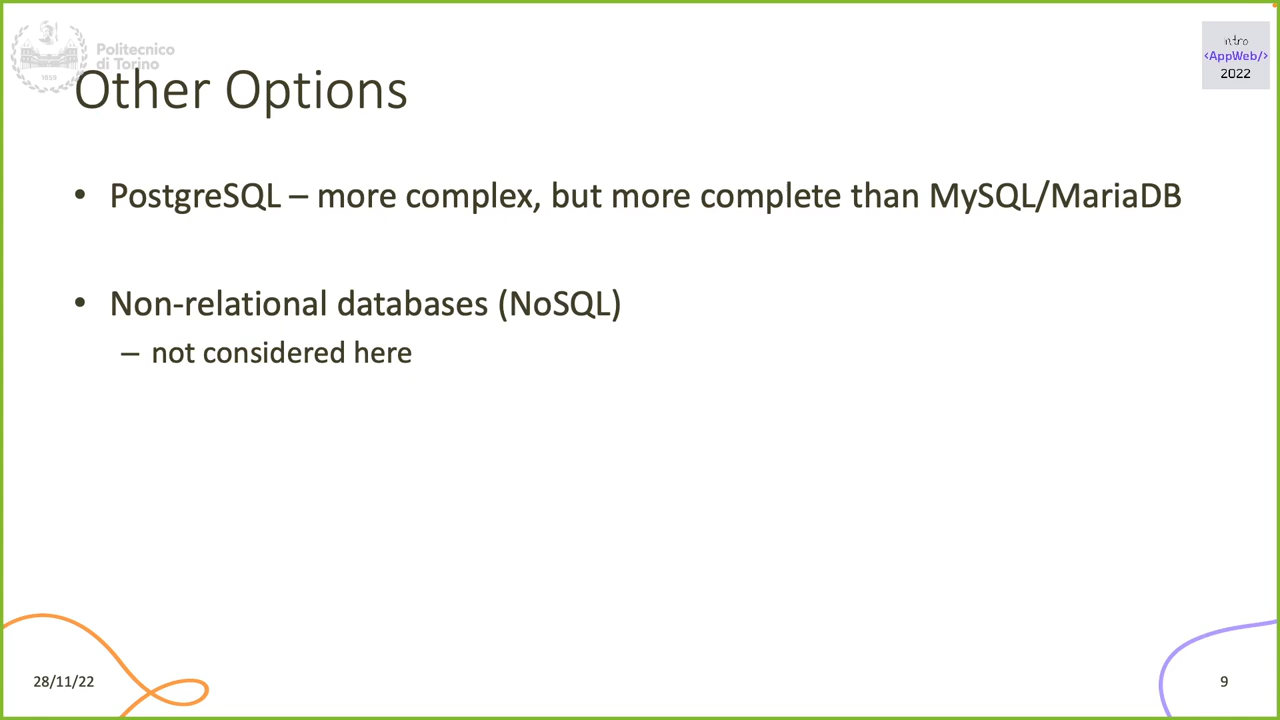 Politecnico
di Torino
1859
intro
<AppWeb/>
2022
Other Options
• PostgreSQL – more complex, but more complete than MySQL/MariaDB
• Non-relational databases (NoSQL)
– not considered here
28/11/22
9